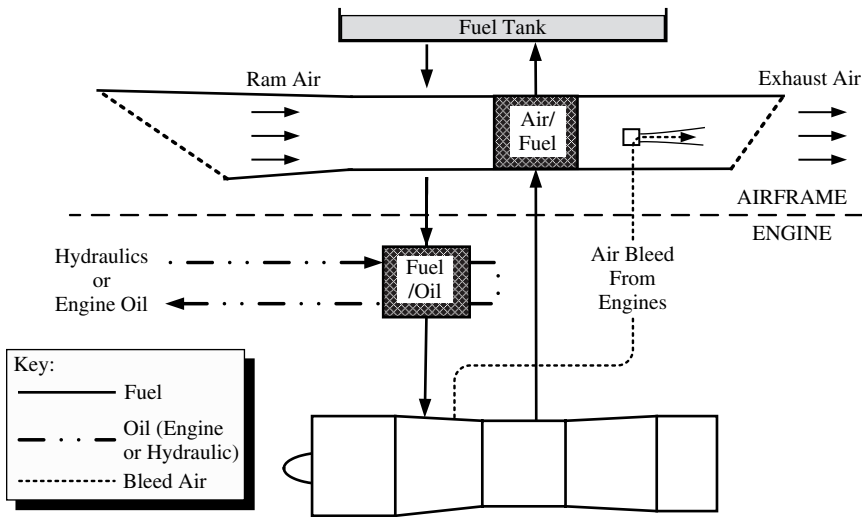 Fuel Tank
Ram Air
Exhaust Air
Air/
Fuel
AIRFRAME
ENGINE
Hydraulics
or
Engine Oil
Fuel
/Oil
Air Bleed
From
Engines
Key:
Fuel
Oil (Engine
or Hydraulic)
Bleed Air